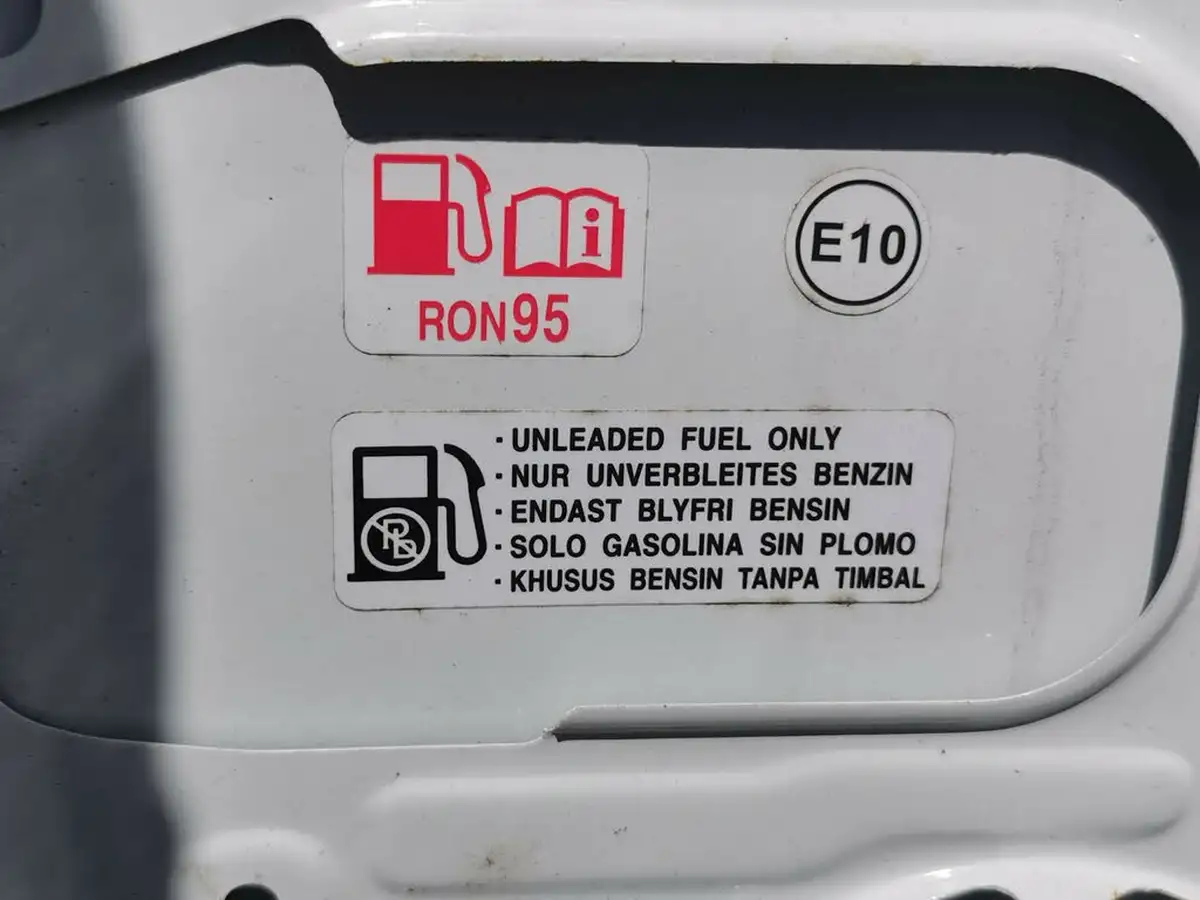 RON95
E10
· UNLEADED FUEL ONLY
· NUR UNVERBLEITES BENZIN
· ENDAST BLYFRI BENSIN
· SOLO GASOLINA SIN PLOMO
· KHUSUS BENSIN TANPA TIMBAL
PB